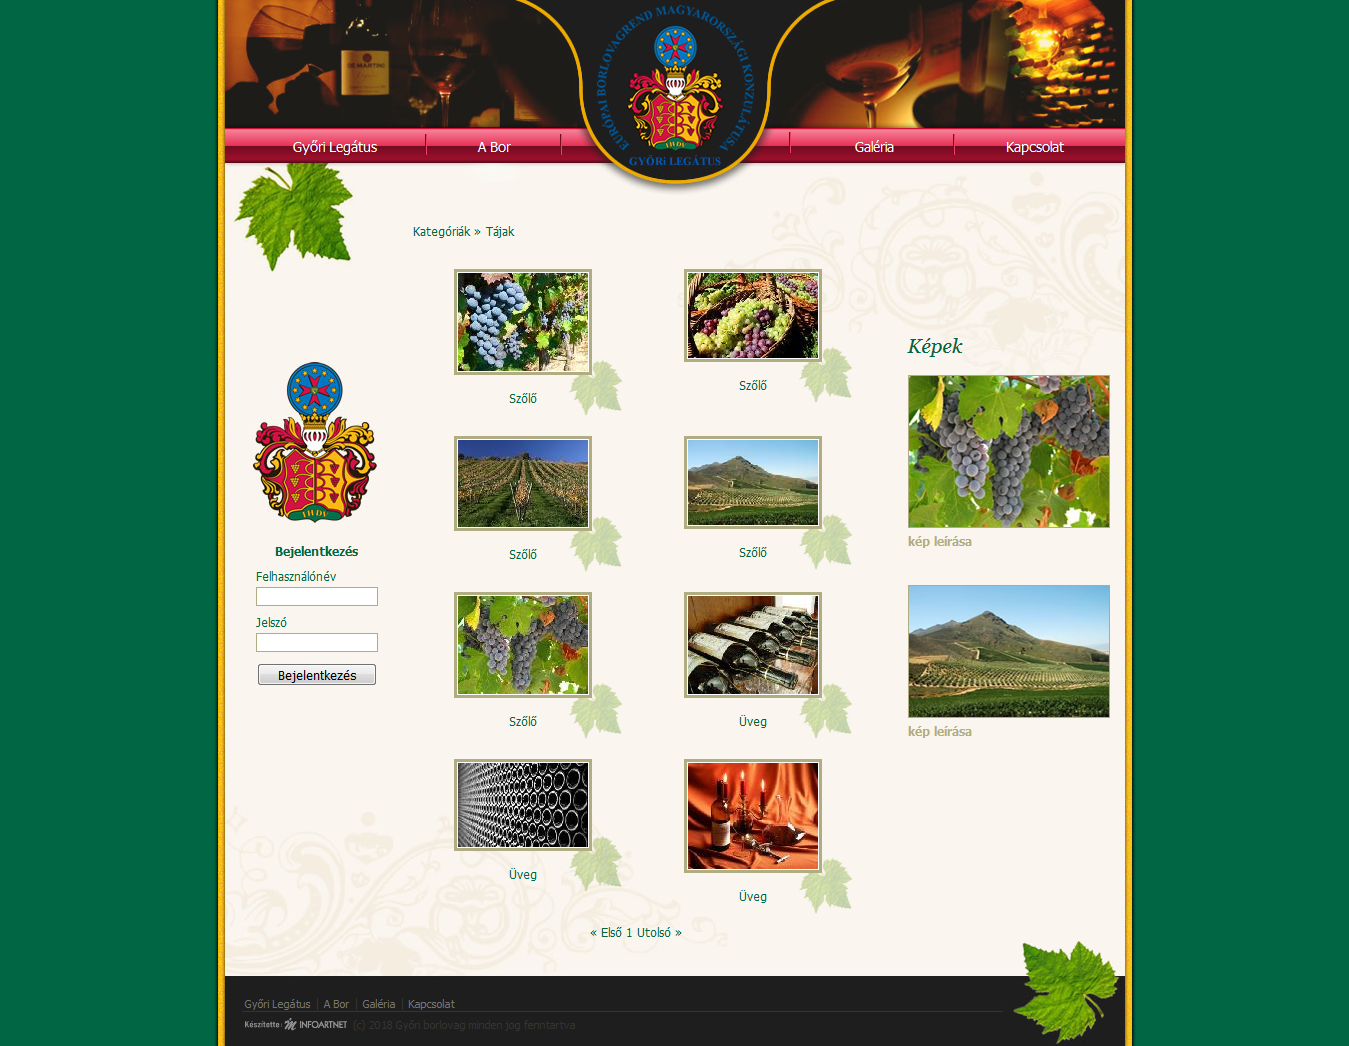 EURÓPAI BORLOVAGREND MAGYARORSZÁGI KONZULÁTUSA
GYŐRi LEGÁTUS
Győri Legátus
A Bor
Galéria
Kapcsolat
Kategóriák » Tájak
Szőlő
Szőlő
Szőlő
Szőlő
Szőlő
Üveg
Üveg
Üveg
« Első 1 Utolsó »
Bejelentkezés
Felhasználónév
Jelszó
Bejelentkezés
Képek
kép leírása
kép leírása
Győri Legátus
A Bor
Galéria
Kapcsolat
Készítette: INFOARTNET (c) 2018 Győri borlovag minden jog fenntartva